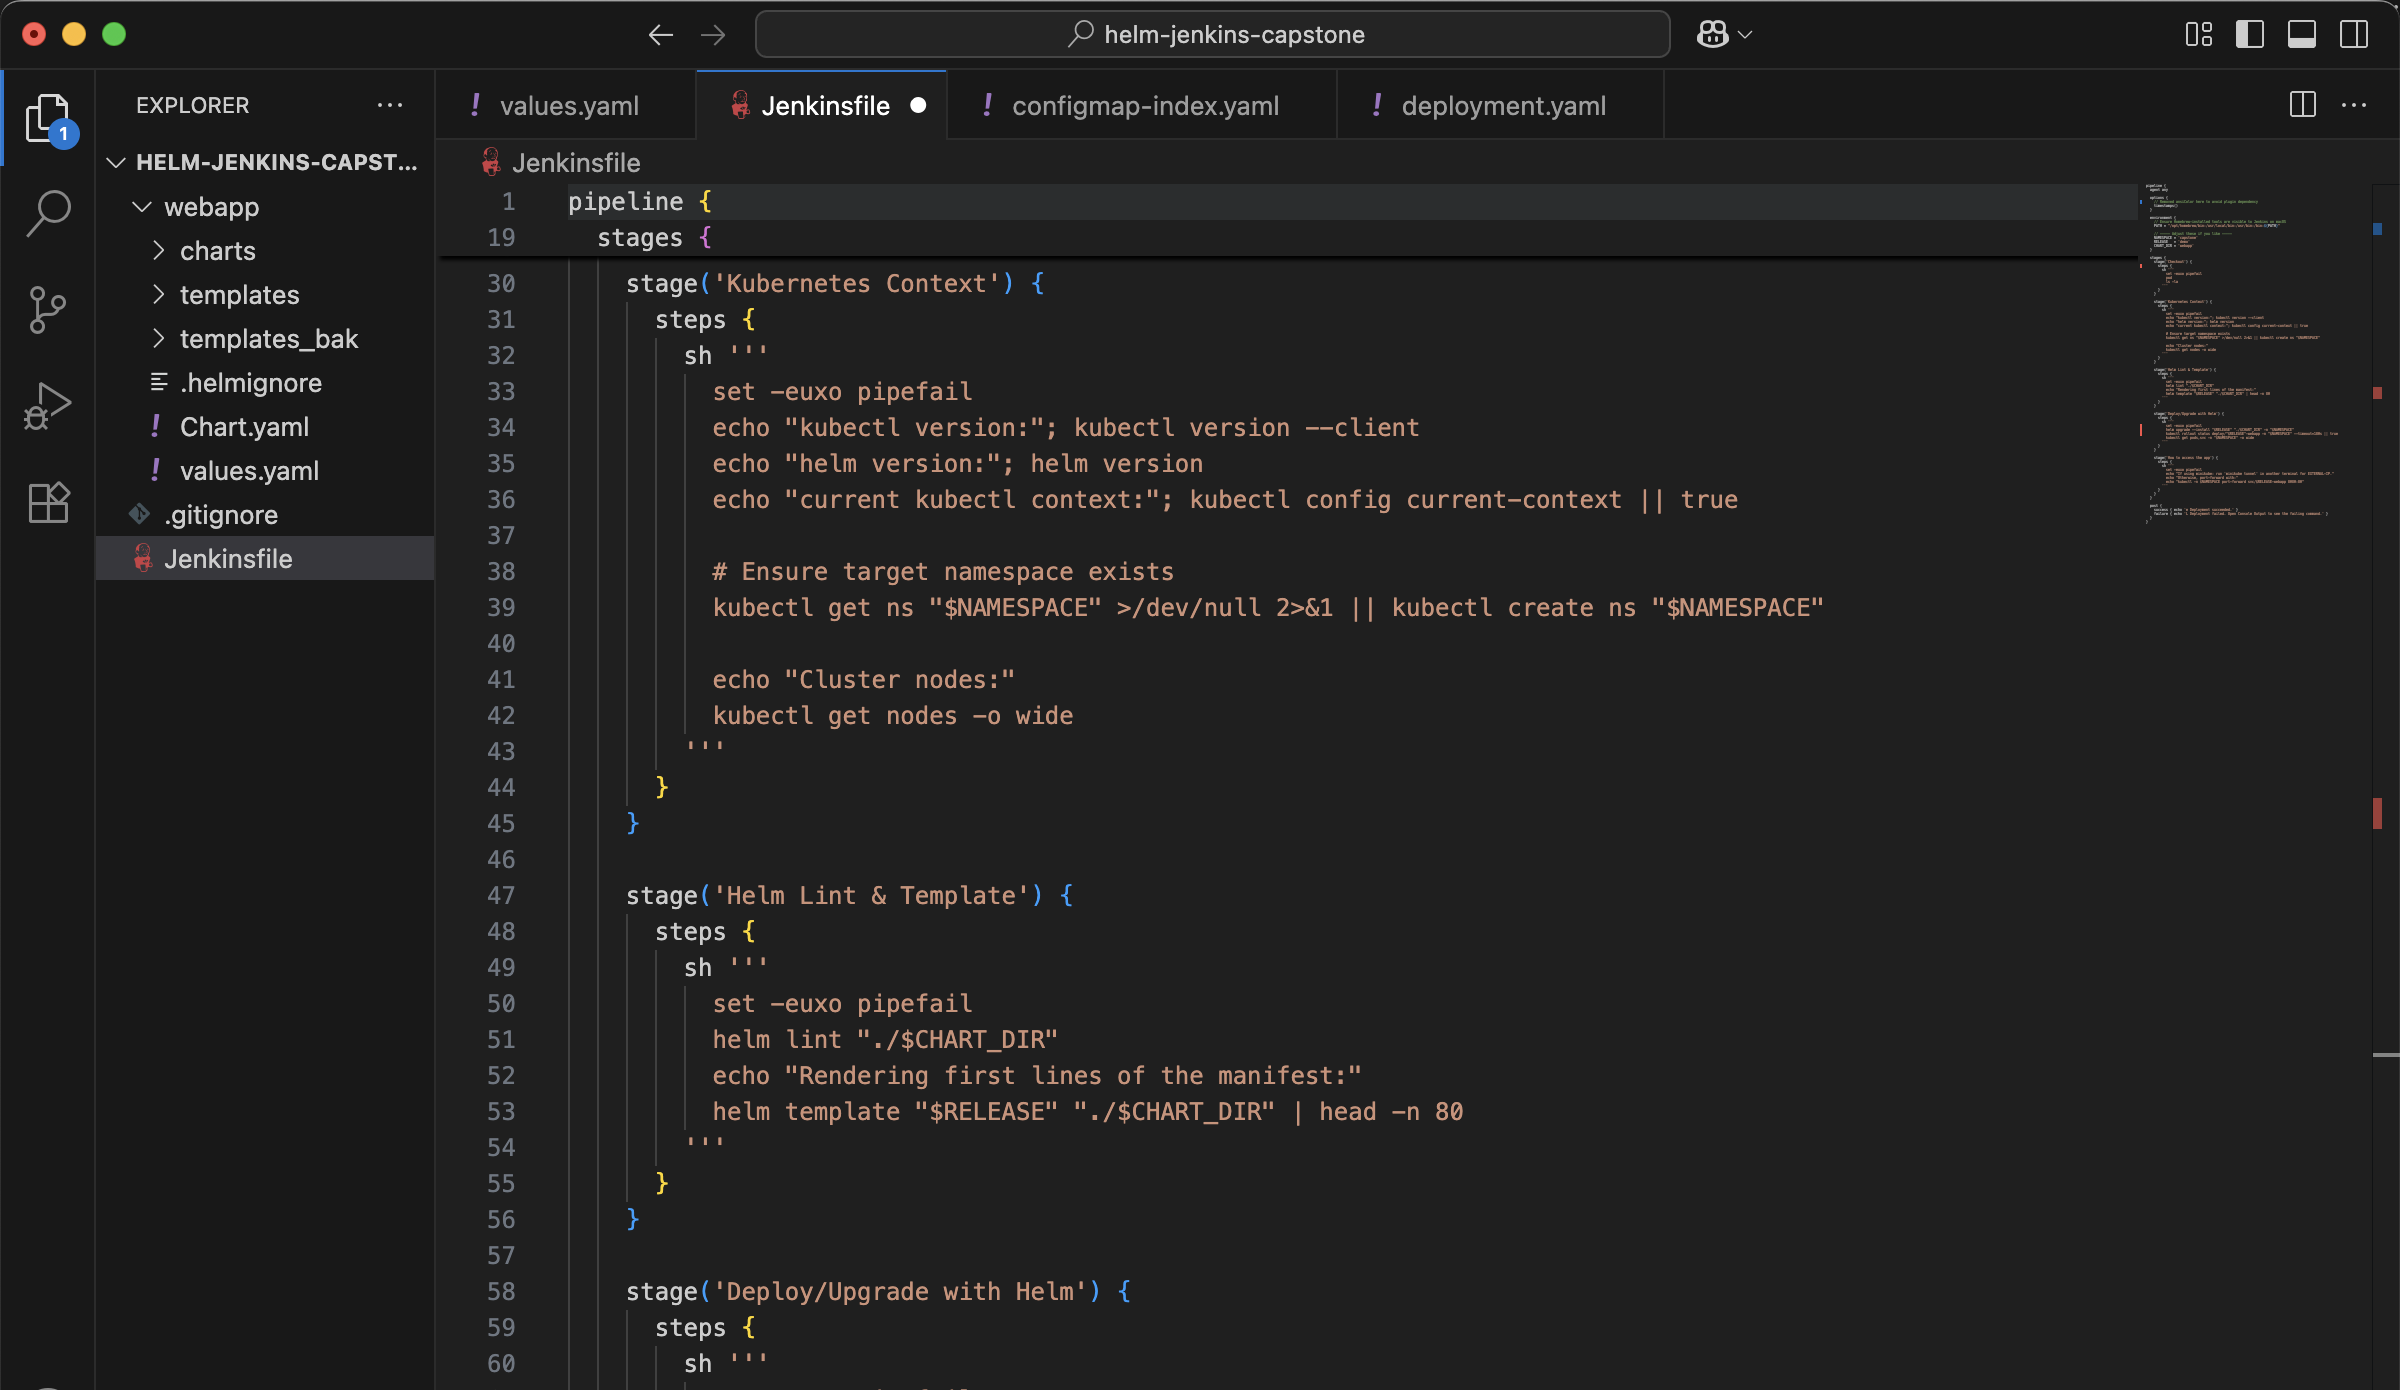 helm-jenkins-capstone
EXPLORER
1
HELM-JENKINS-CAPST...
webapp
charts
templates
templates_bak
.helmignore
! Chart.yaml
! values.yaml
.gitignore
Jenkinsfile
! values.yaml
Jenkinsfile
! configmap-index.yaml
! deployment.yaml
Jenkinsfile
1 pipeline {
19 stages {
30 stage('Kubernetes Context') {
31 steps {
32 sh '''
33 set -euxo pipefail
34 echo "kubectl version:"; kubectl version --client
35 echo "helm version:"; helm version
36 echo "current kubectl context:"; kubectl config current-context || true
37
38 # Ensure target namespace exists
39 kubectl get ns "$NAMESPACE" >/dev/null 2>&1 || kubectl create ns "$NAMESPACE"
40
41 echo "Cluster nodes:"
42 kubectl get nodes -o wide
43 '''
44 }
45 }
46
47 stage('Helm Lint & Template') {
48 steps {
49 sh '''
50 set -euxo pipefail
51 helm lint "./$CHART_DIR"
52 echo "Rendering first lines of the manifest:"
53 helm template "$RELEASE" "./$CHART_DIR" | head -n 80
54 '''
55 }
56 }
57
58 stage('Deploy/Upgrade with Helm') {
59 steps {
60 sh '''